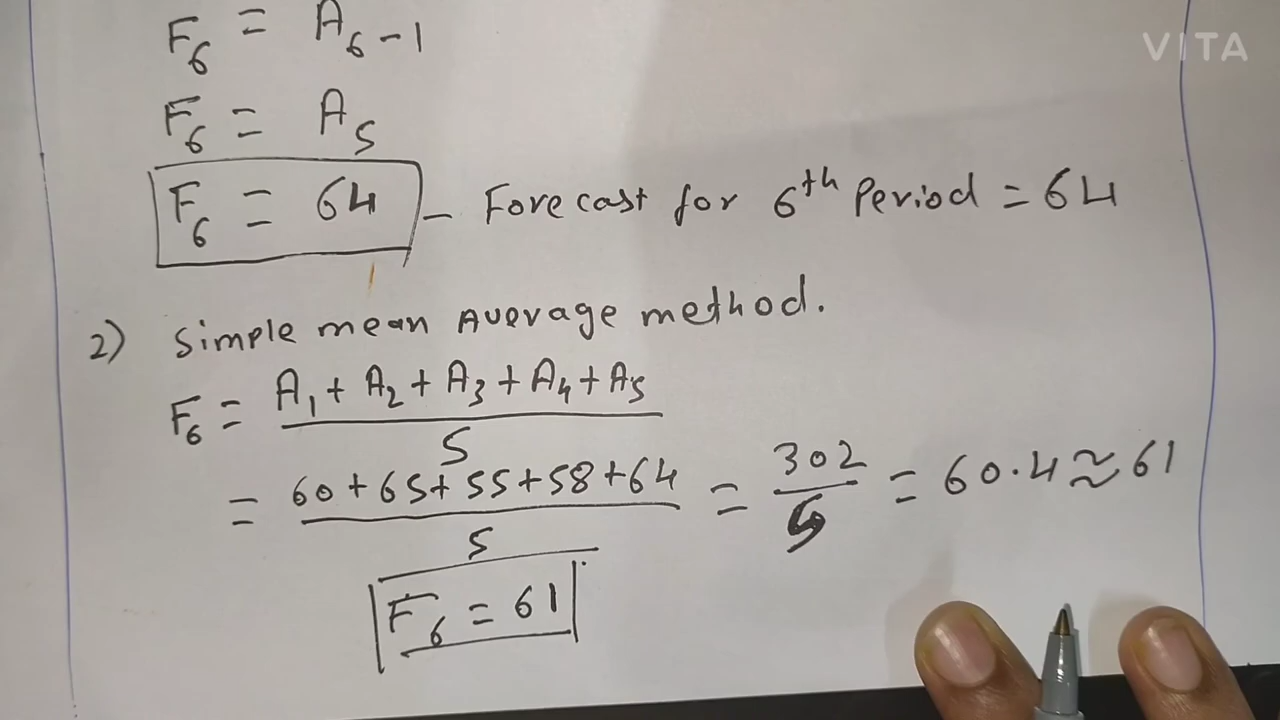 VITA
F₆ = A₆₋₁
F₆ = A₅
F₆ = 64 - Forecast for 6th Period = 64
2) Simple mean Average method.
F₆ = A₁ + A₂ + A₃ + A₄ + A₅
5
= 60 + 65 + 55 + 58 + 64 = 302 = 60.4 ≈ 61
5 5
F₆ = 61